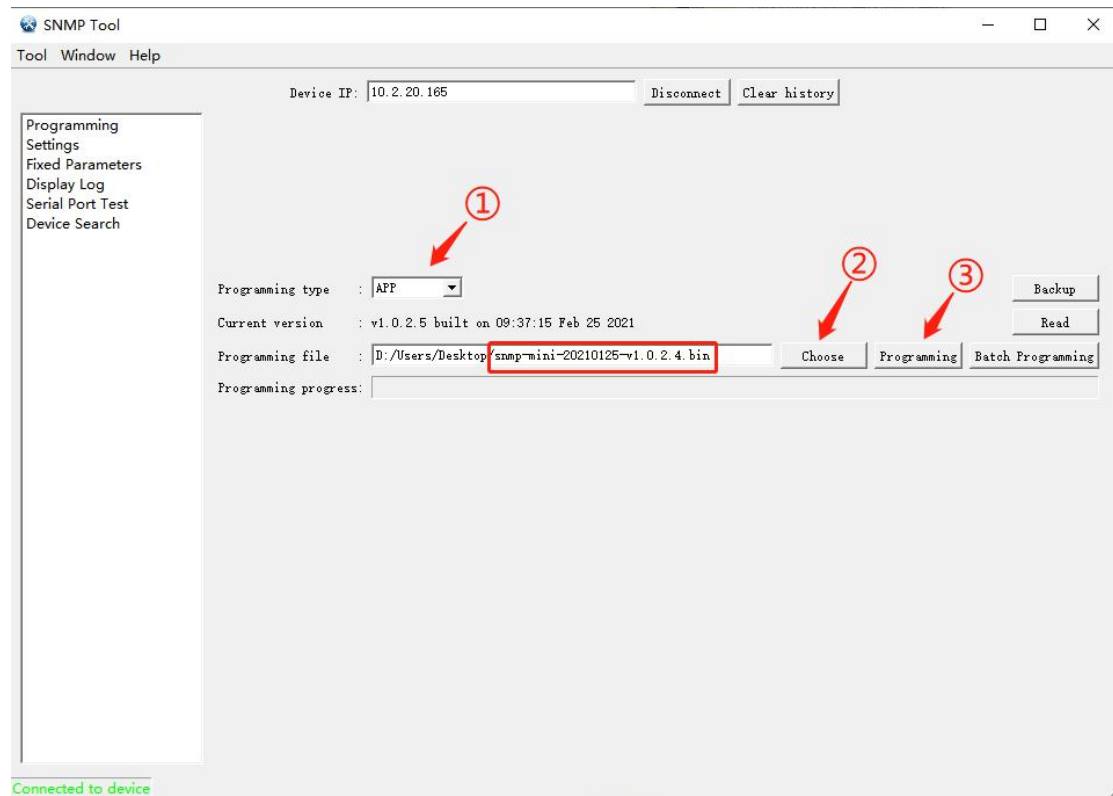 SNMP Tool
Tool Window Help
Device IP: 10.2.20.165 Disconnect Clear history
Programming
Settings
Fixed Parameters
Display Log
Serial Port Test
Device Search
①
②
③
Programming type : APP Backup
Current version : v1.0.2.5 built on 09:37:15 Feb 25 2021 Read
Programming file : D:/Users/Desktop/snmp-mini-20210125-v1.0.2.4.bin Choose Programming Batch Programming
Programming progress:
Connected to device